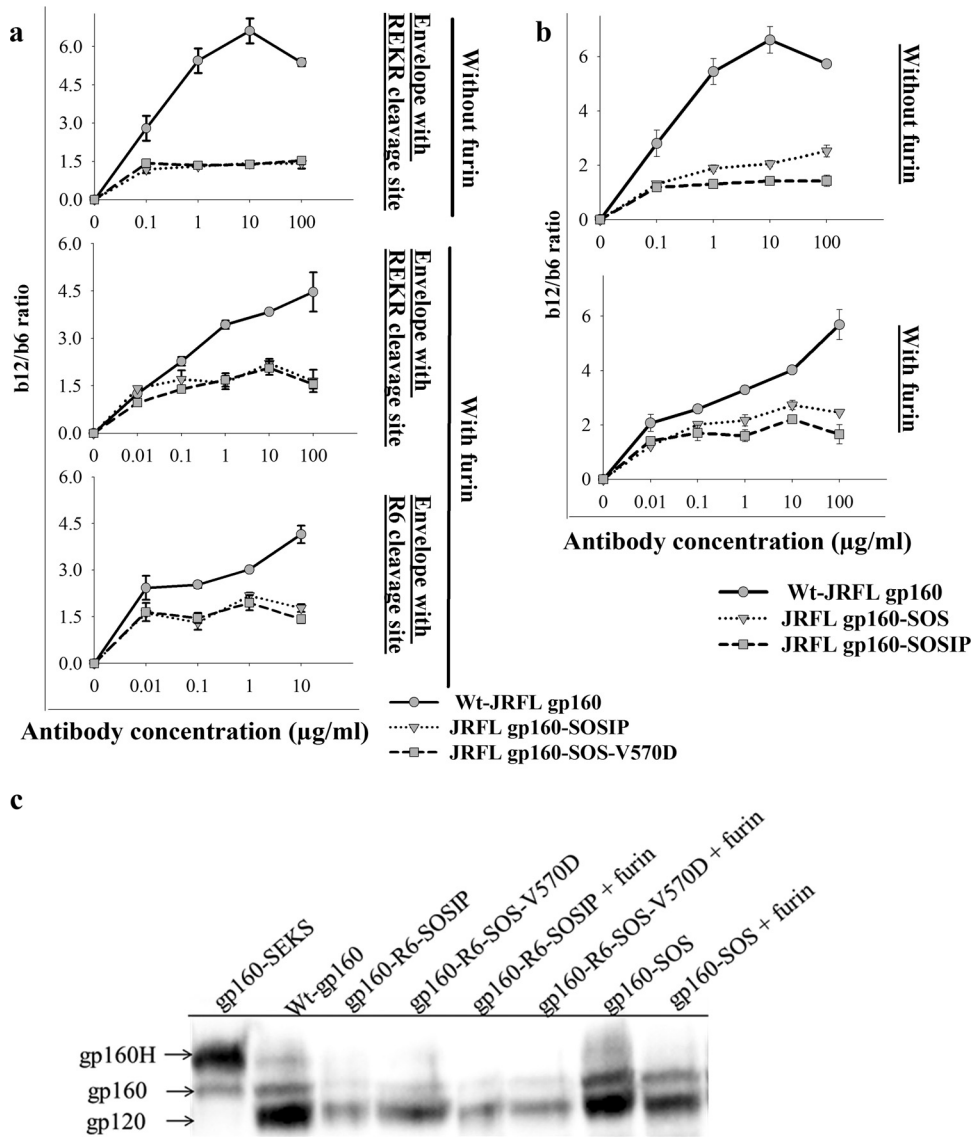 a
6.0
4.5
3.0
1.5
0.0
0 0.1 1 10 100
Envelope with
REKR cleavage site
Without furin
6.0
4.5
3.0
1.5
0.0
0 0.01 0.1 1 10 100
b12/b6 ratio
Envelope with
REKR cleavage site
6.0
4.5
3.0
1.5
0.0
0 0.01 0.1 1 10
Envelope with
R6 cleavage site
With furin
Antibody concentration (µg/ml)
Wt-JRFL gp160
JRFL gp160-SOSIP
JRFL gp160-SOS-V570D
b
6
4
2
0
0 0.1 1 10 100
Without furin
b12/b6 ratio
6
4
2
0
0 0.01 0.1 1 10 100
With furin
Antibody concentration (µg/ml)
Wt-JRFL gp160
JRFL gp160-SOS
JRFL gp160-SOSIP
c
gp160-SEKS
Wt-gp160
gp160-R6-SOSIP
gp160-R6-SOS-V570D
gp160-R6-SOSIP + furin
gp160-R6-SOS-V570D + furin
gp160-SOS
gp160-SOS + furin
gp160H
gp160
gp120